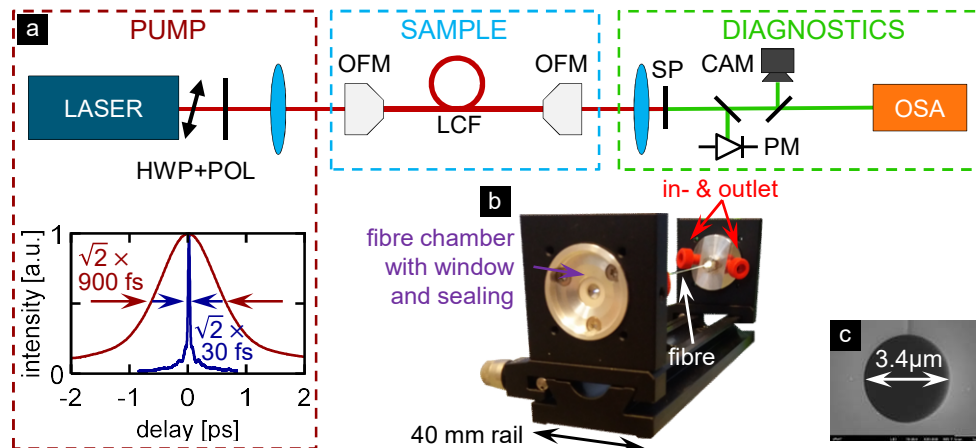 a
PUMP
SAMPLE
DIAGNOSTICS
OFM
OFM
SP
CAM
LASER
LCF
OSA
HWP+POL
PM
b
in- & outlet
fibre chamber
with window
and sealing
fibre
40 mm rail
c
3.4µm
intensity [a.u.]
1
0
√2 ×
900 fs
√2 ×
30 fs
-2 -1 0 1 2
delay [ps]